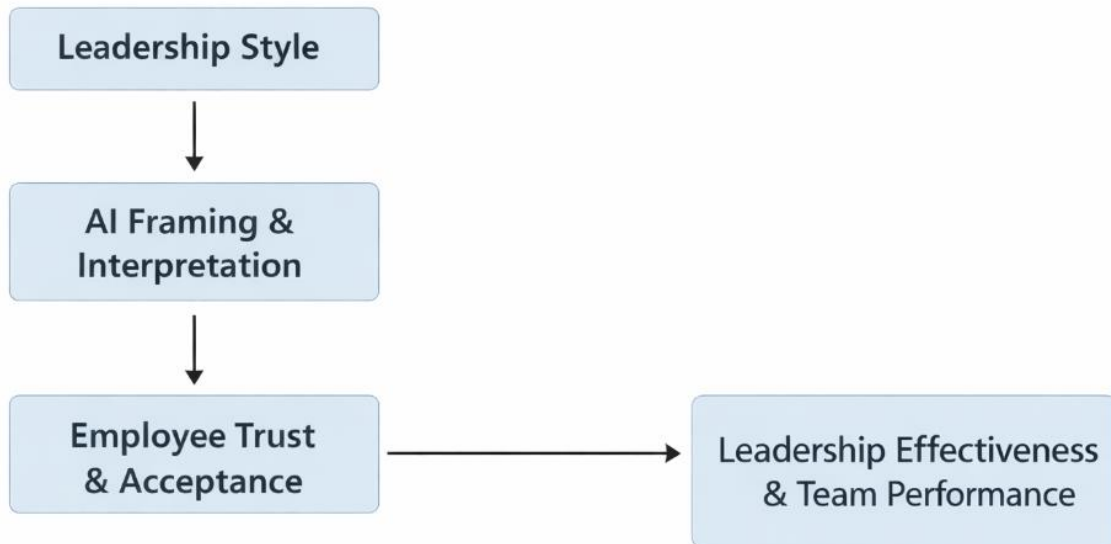 Leadership Style
AI Framing &
Interpretation
Employee Trust
& Acceptance
Leadership Effectiveness
& Team Performance